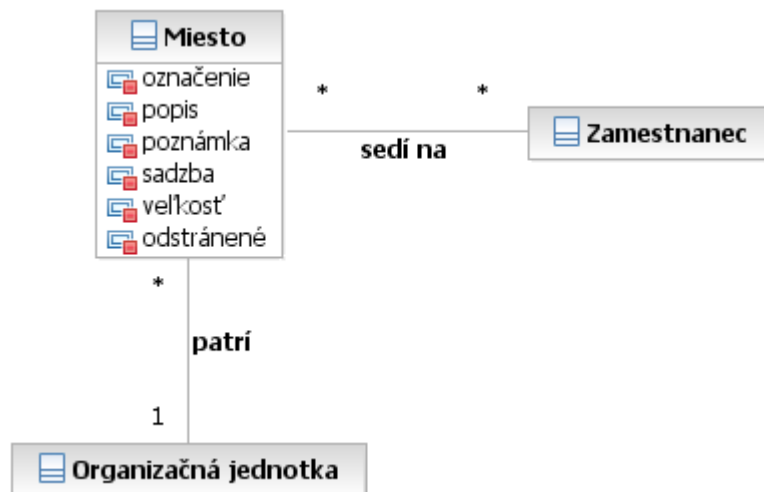 Miesto
označenie
popis
poznámka
sadzba
veľkosť
odstránené
* *
sedí na
Zamestnanec
*
patrí
1
Organizačná jednotka